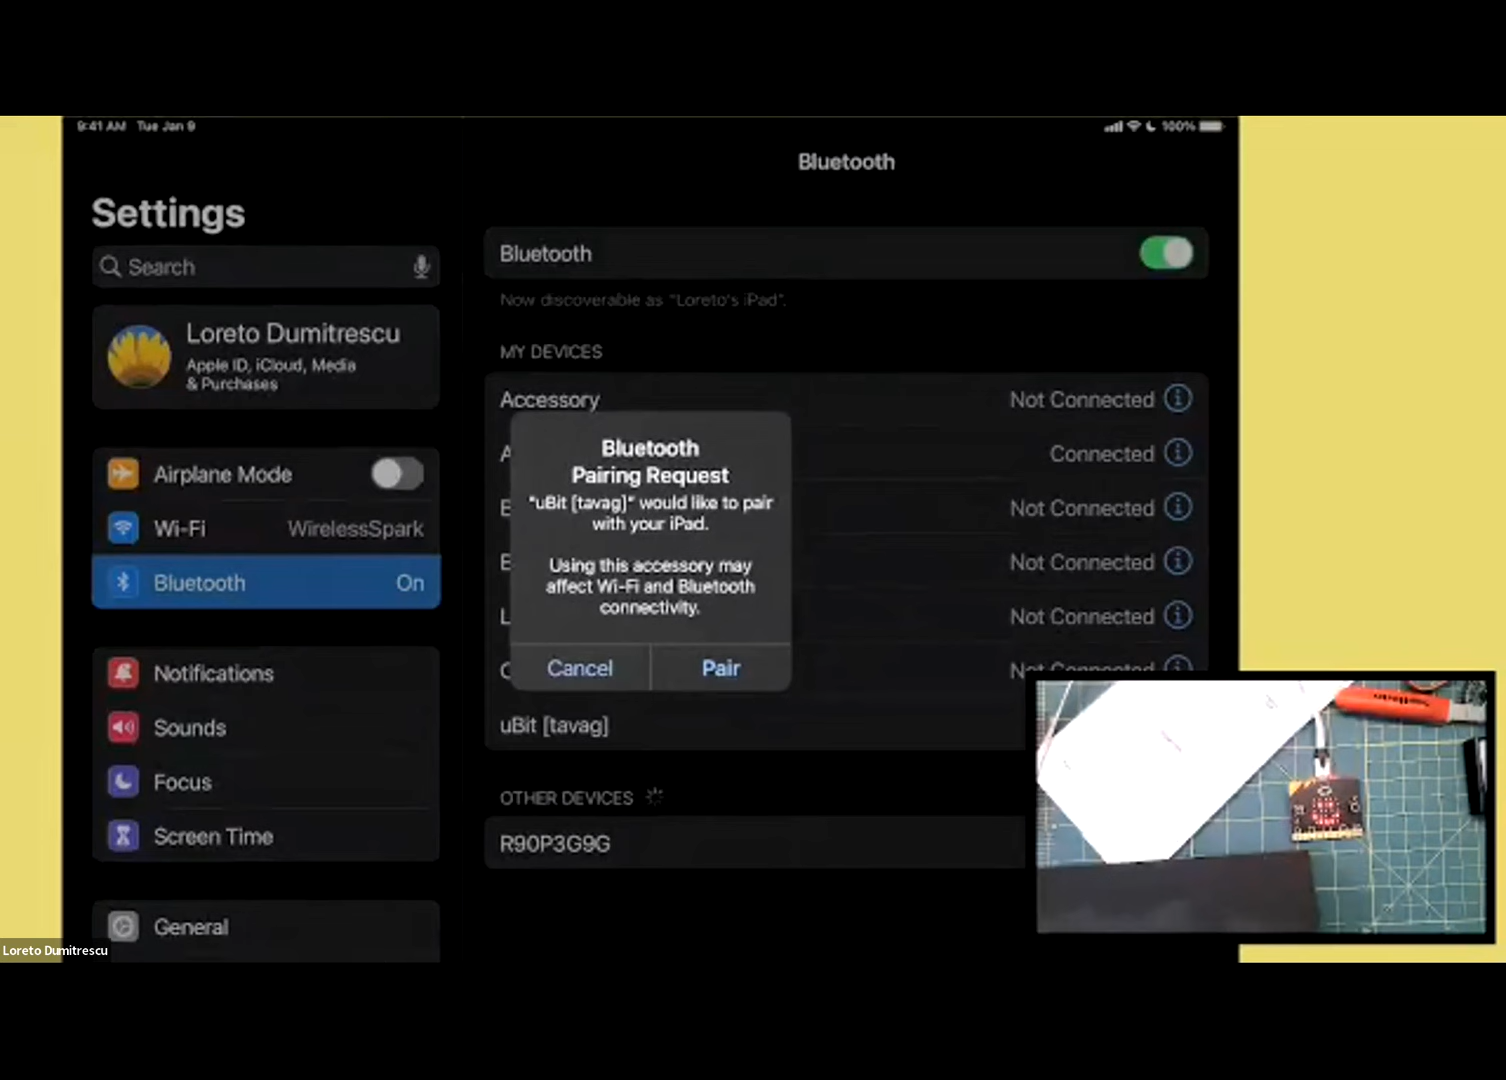 9:41 AM Tue Jan 9
100%
Bluetooth
Settings
Search
Loreto Dumitrescu
Apple ID, iCloud, Media
& Purchases
Airplane Mode
Wi-Fi WirelessSpark
Bluetooth On
Notifications
Sounds
Focus
Screen Time
General
Bluetooth
Now discoverable as "Loreto's iPad".
MY DEVICES
Accessory Not Connected
A Connected
E Not Connected
E Not Connected
L Not Connected
Not Connected
uBit [tavag]
OTHER DEVICES
R90P3G9G
Bluetooth
Pairing Request
"uBit [tavag]" would like to pair
with your iPad.
Using this accessory may
affect Wi-Fi and Bluetooth
connectivity.
Cancel Pair
Loreto Dumitrescu